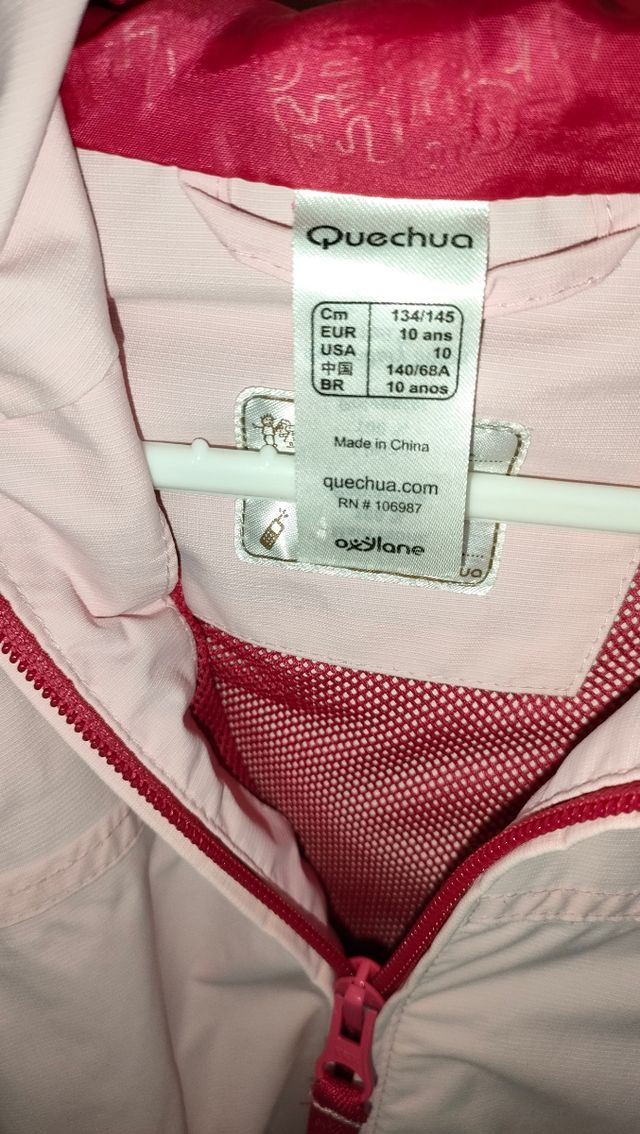 Quechua
Cm 134/145
EUR 10 ans
USA 10
中国 140/68A
BR 10 anos
Made in China
quechua.com
RN # 106987
oxylane
ua